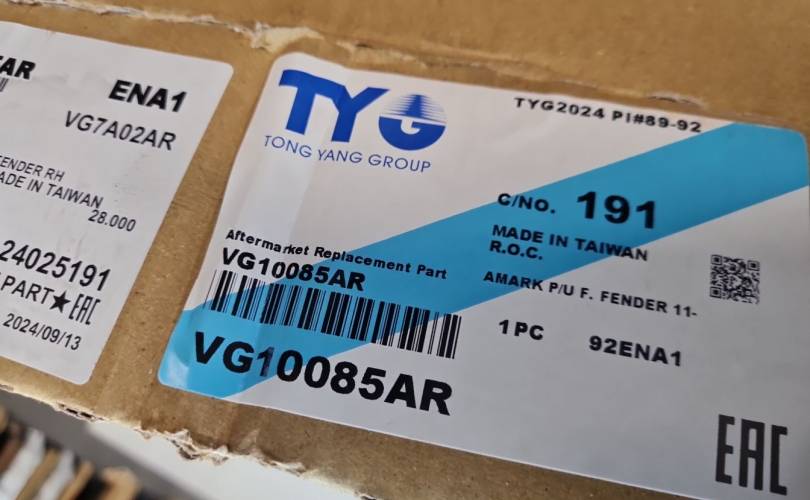 ENA1
VG7A02AR
FENDER RH
MADE IN TAIWAN
28.000
24025191
PART★EAC
2024/09/13
TYG
TONG YANG GROUP
TYG2024 PI#89-92
C/NO. 191
MADE IN TAIWAN
R.O.C.
Aftermarket Replacement Part
VG10085AR
AMARK P/U F. FENDER 11-
1PC 92ENA1
VG10085AR
EAC